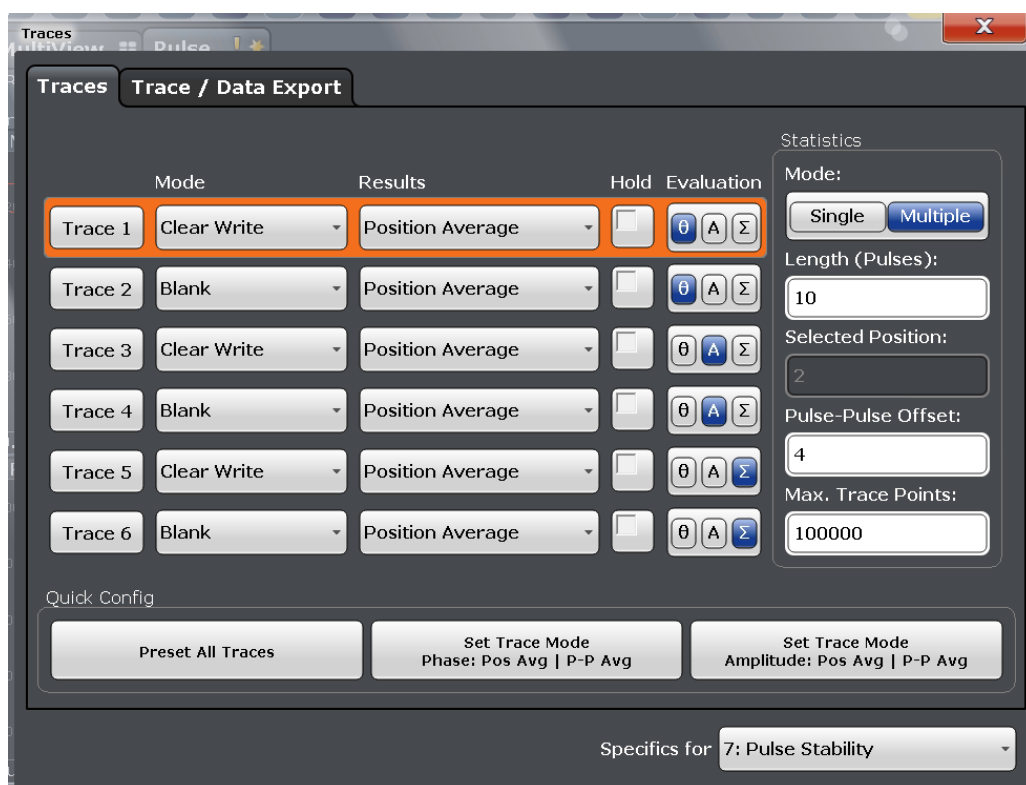 Traces
MultiView Pulse
Traces Trace / Data Export
Statistics
Mode Results Hold Evaluation Mode:
Single Multiple
Trace 1 Clear Write Position Average θ A Σ
Length (Pulses):
Trace 2 Blank Position Average θ A Σ
10
Selected Position:
Trace 3 Clear Write Position Average θ A Σ
2
Trace 4 Blank Position Average θ A Σ
Pulse-Pulse Offset:
4
Trace 5 Clear Write Position Average θ A Σ
Max. Trace Points:
Trace 6 Blank Position Average θ A Σ
100000
Quick Config
Preset All Traces
Set Trace Mode
Phase: Pos Avg | P-P Avg
Set Trace Mode
Amplitude: Pos Avg | P-P Avg
Specifics for 7: Pulse Stability